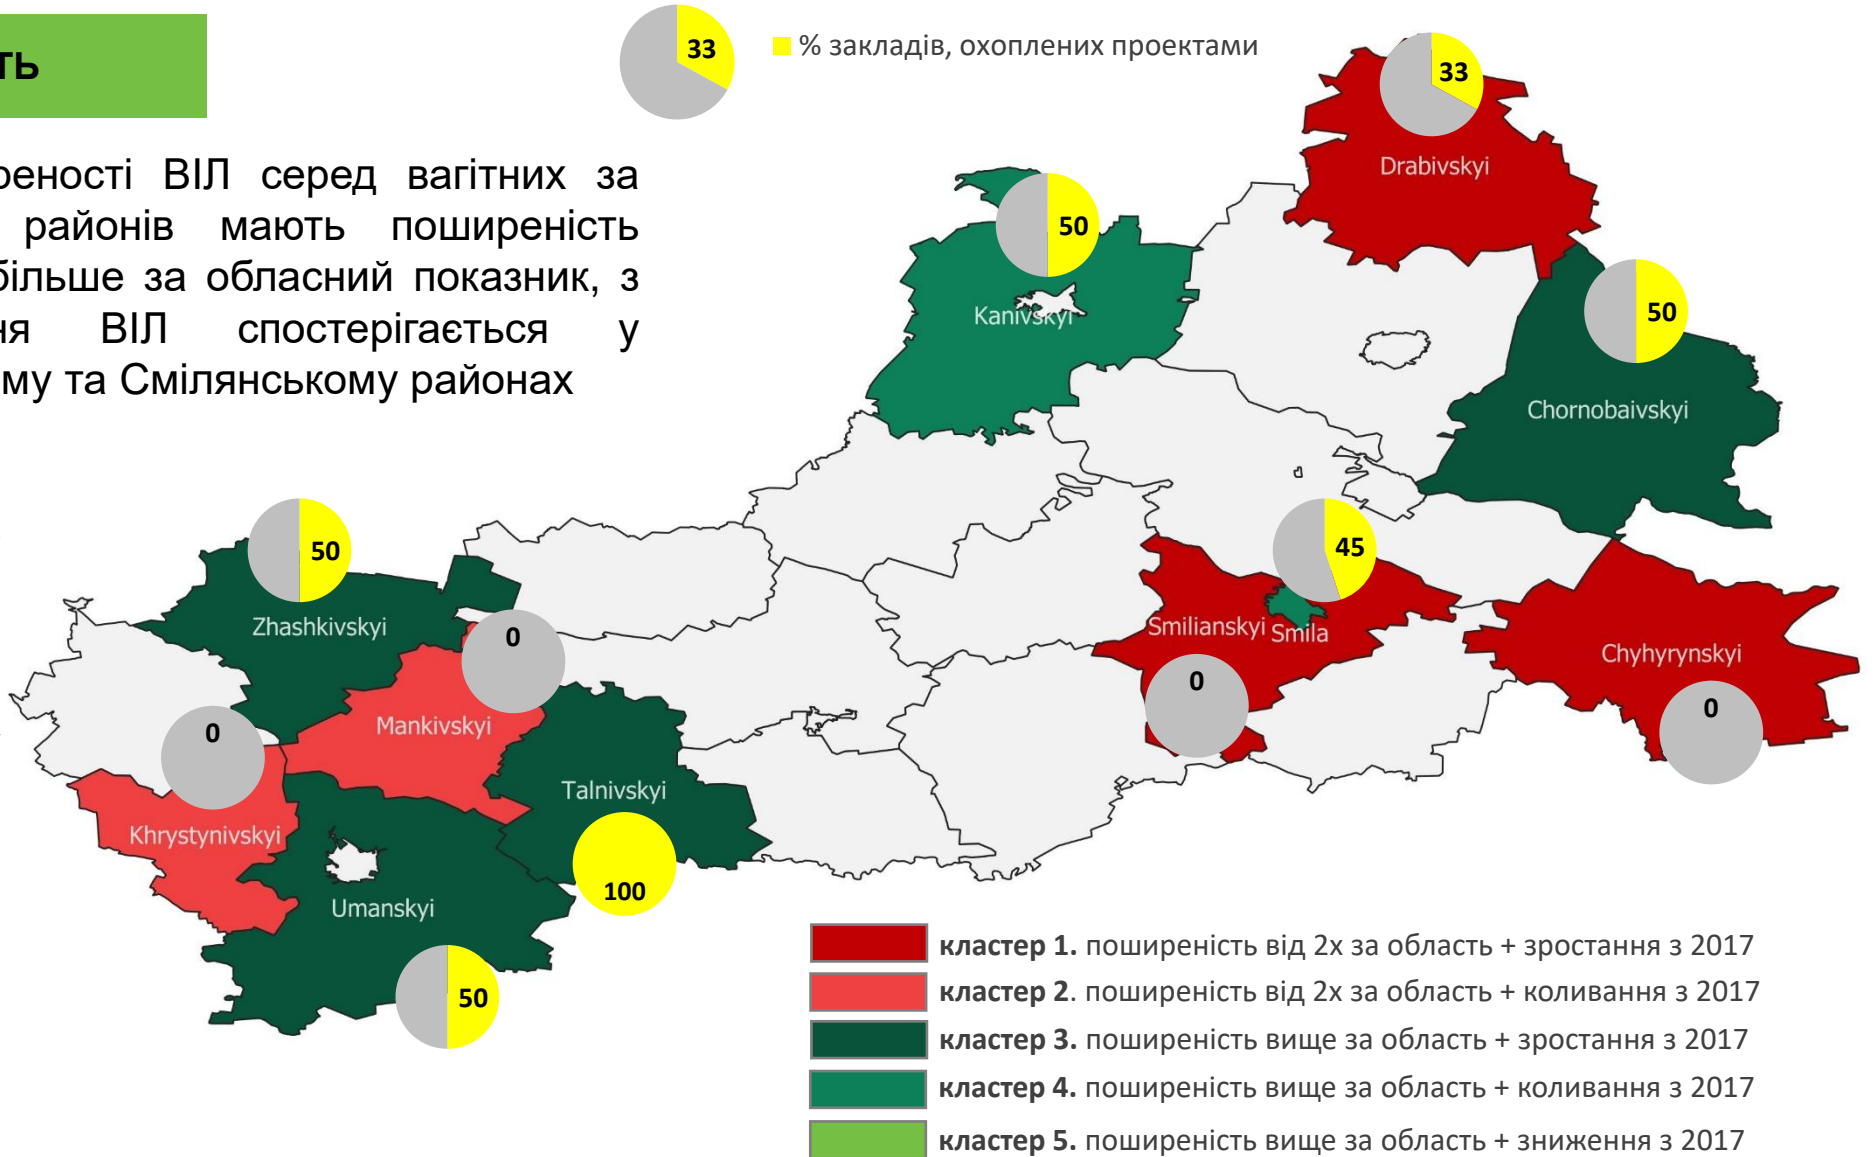 ТЬ
33
% закладів, охоплених проектами
реності ВІЛ серед вагітних за
районів мають поширеність
більше за обласний показник, з
ня ВІЛ спостерігається у
му та Смілянському районах
33
Drabivskyi
50
Kanivskyi
50
Chornobaivskyi
50
Zhashkivskyi
45
Smilianskyi
Smila
0
Chyhyrynskyi
0
0
Mankivskyi
0
Khrystynivskyi
Talnivskyi
100
Umanskyi
50
кластер 1. поширеність від 2х за область + зростання з 2017
кластер 2. поширеність від 2х за область + коливання з 2017
кластер 3. поширеність вище за область + зростання з 2017
кластер 4. поширеність вище за область + коливання з 2017
кластер 5. поширеність вище за область + зниження з 2017